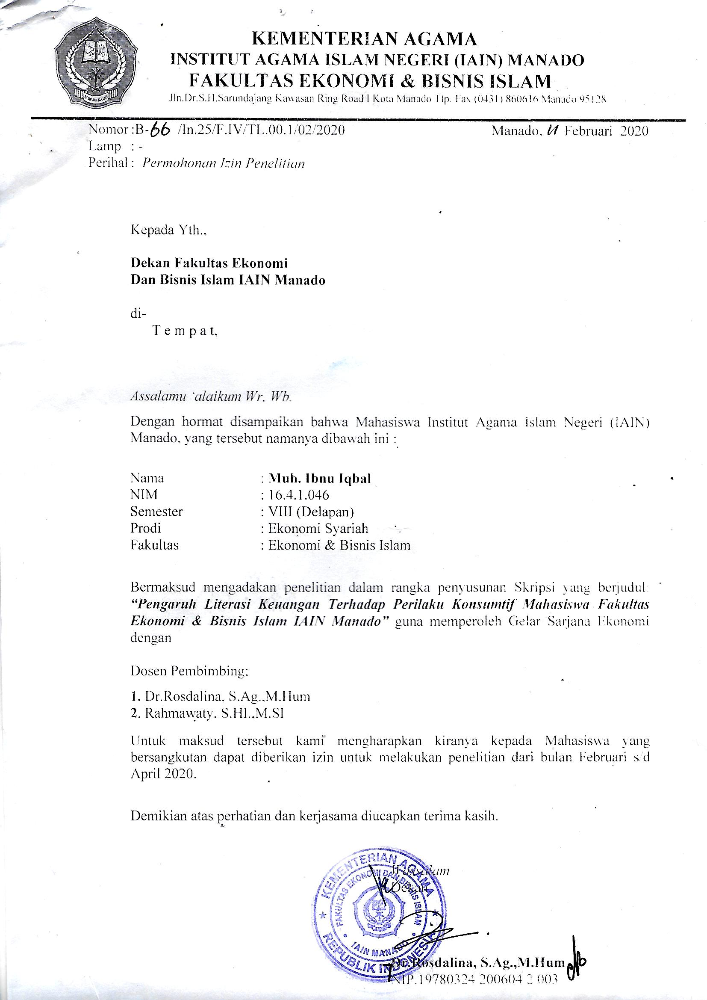 KEMENTERIAN AGAMA
INSTITUT AGAMA ISLAM NEGERI (IAIN) MANADO
FAKULTAS EKONOMI & BISNIS ISLAM
Jln.Dr.S.H.Sarundajang Kawasan Ring Road I Kota Manado Tlp. Fax (0431) 860616 Manado 95128
IAIN MANADO
Nomor :B-66 /In.25/F.IV/TL.00.1/02/2020 Manado, 11 Februari 2020
Lamp : -
Perihal : Permohonan Izin Penelitian
Kepada Yth.,
Dekan Fakultas Ekonomi
Dan Bisnis Islam IAIN Manado
di-
T e m p a t,
Assalamu `alaikum Wr. Wb.
Dengan hormat disampaikan bahwa Mahasiswa Institut Agama Islam Negeri (IAIN)
Manado, yang tersebut namanya dibawah ini :
Nama : Muh. Ibnu Iqbal
NIM : 16.4.1.046
Semester : VIII (Delapan)
Prodi : Ekonomi Syariah
Fakultas : Ekonomi & Bisnis Islam
Bermaksud mengadakan penelitian dalam rangka penyusunan Skripsi yang berjudul:
“Pengaruh Literasi Keuangan Terhadap Perilaku Konsumtif Mahasiswa Fakultas
Ekonomi & Bisnis Islam IAIN Manado” guna memperoleh Gelar Sarjana Ekonomi
dengan
Dosen Pembimbing:
1. Dr.Rosdalina, S.Ag.,M.Hum
2. Rahmawaty, S.HI.,M.SI
Untuk maksud tersebut kami mengharapkan kiranya kepada Mahasiswa yang
bersangkutan dapat diberikan izin untuk melakukan penelitian dari bulan Februari s/d
April 2020.
Demikian atas perhatian dan kerjasama diucapkan terima kasih.
Wassalam
Dekan
KEMENTERIAN AGAMA
FAKULTAS EKONOMI DAN BISNIS ISLAM
IAIN MANADO
REPUBLIK INDONESIA
Dr.Rosdalina, S.Ag.,M.Hum
NIP.19780324 200604 2 003